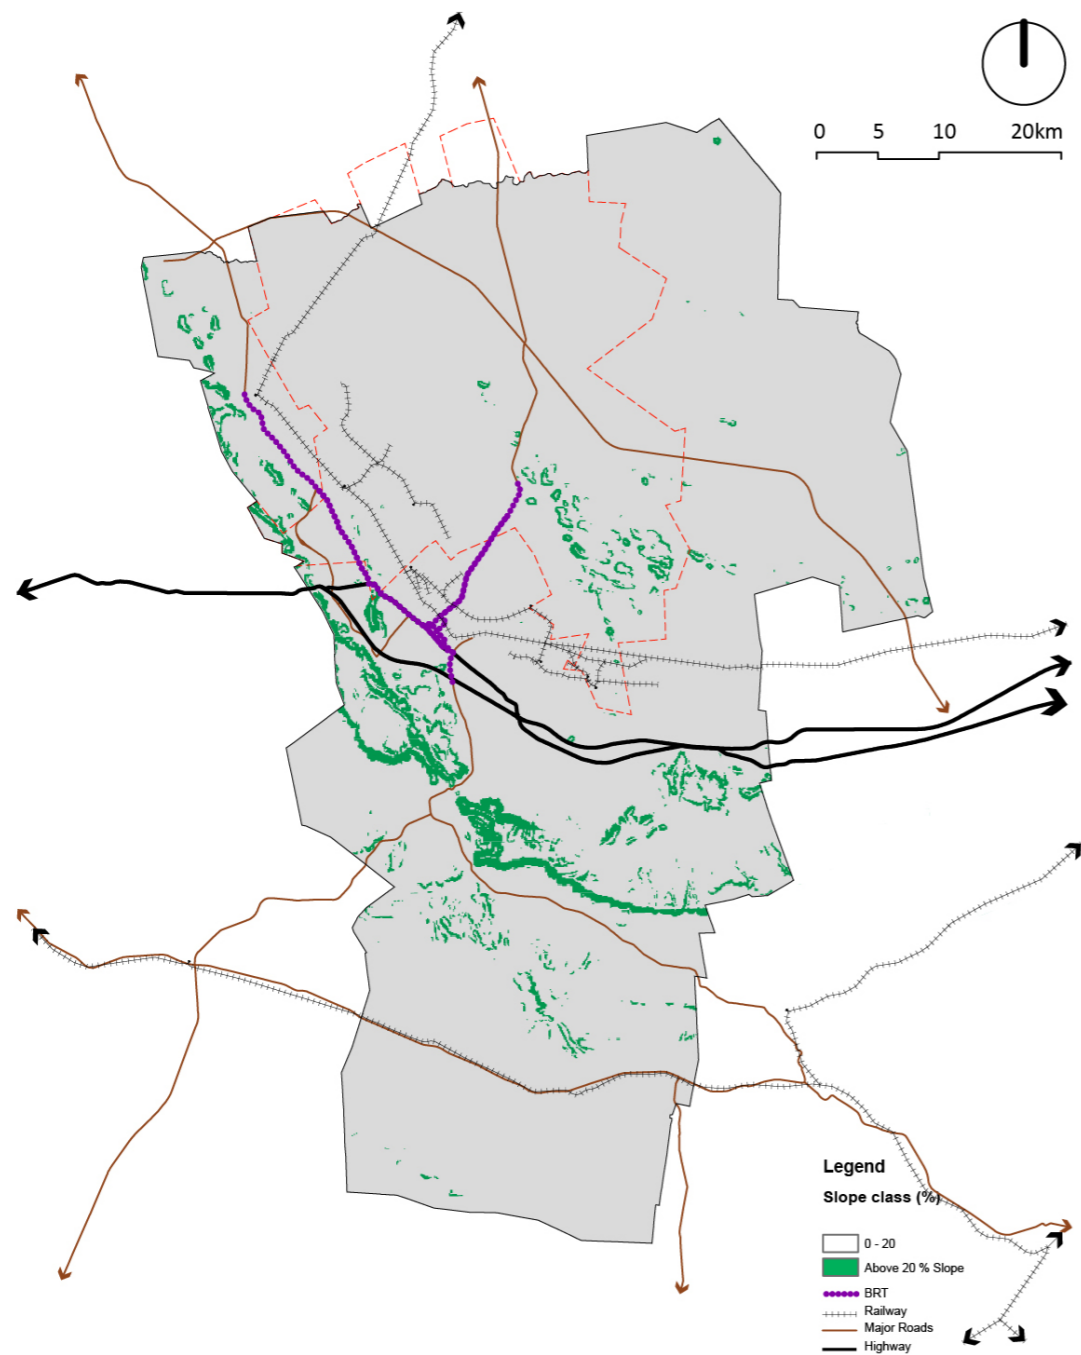 0 5 10 20km
Legend
Slope class (%)
0 - 20
Above 20 % Slope
BRT
Railway
Major Roads
Highway